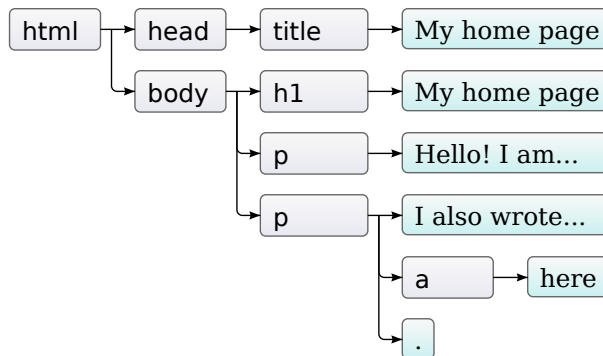 html head title My home page
body h1 My home page
p Hello! I am...
p I also wrote...
a here
.